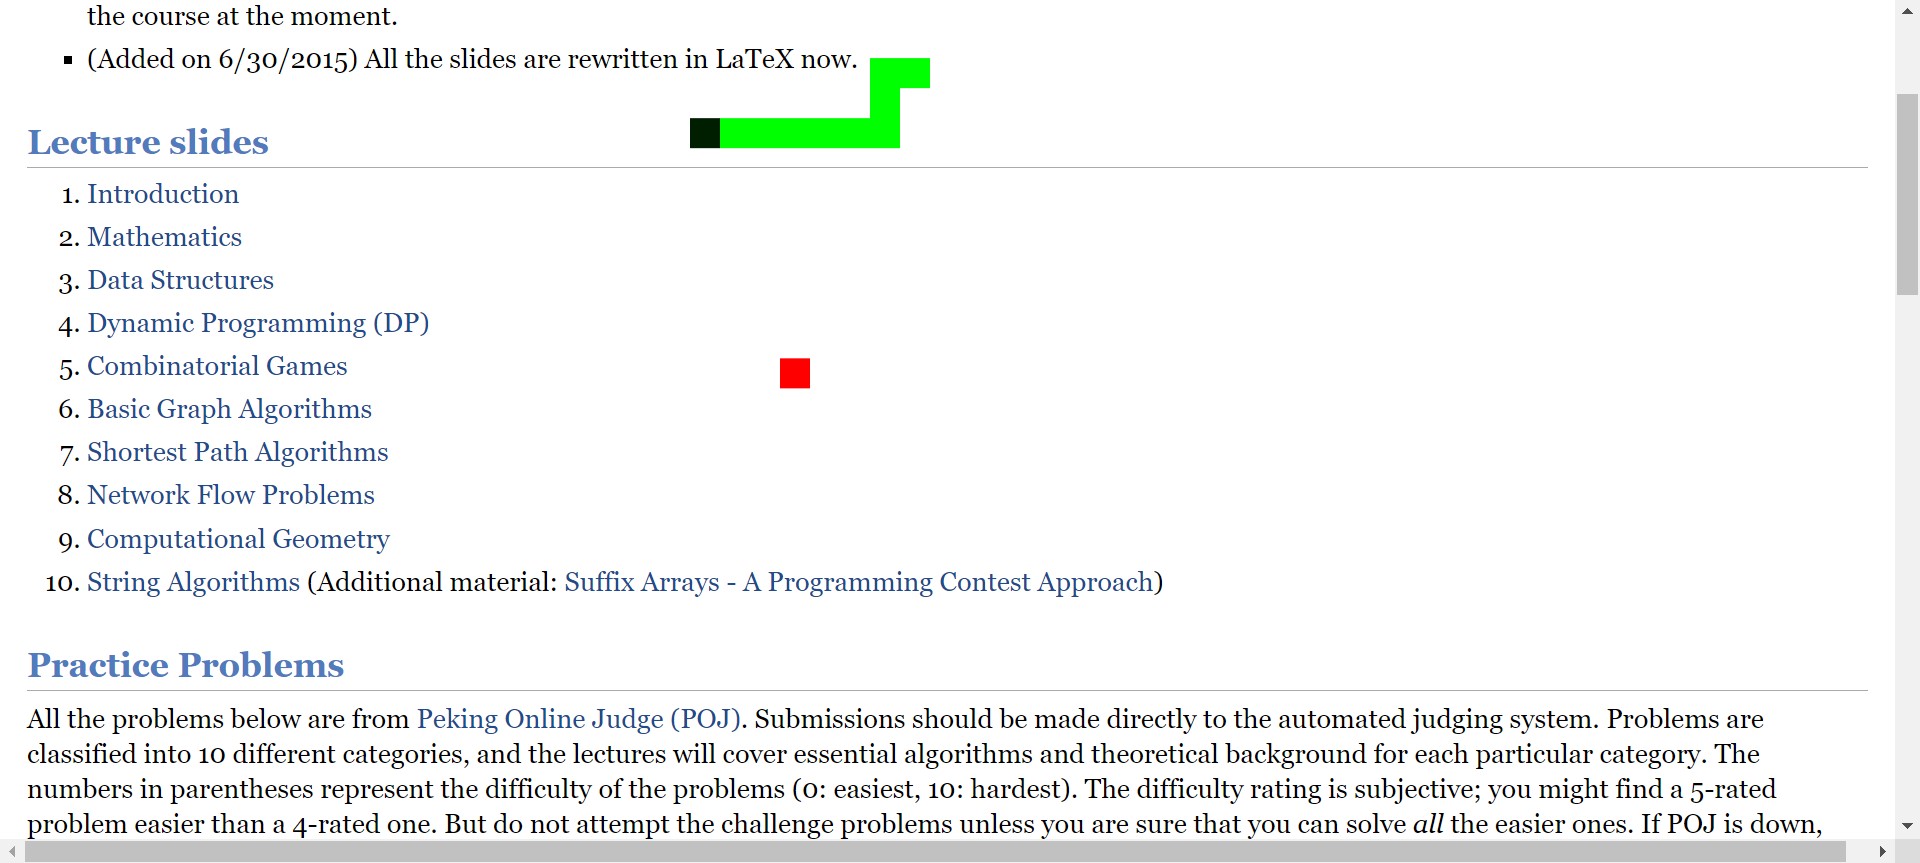 the course at the moment.
▪ (Added on 6/30/2015) All the slides are rewritten in LaTeX now.
Lecture slides
1. Introduction
2. Mathematics
3. Data Structures
4. Dynamic Programming (DP)
5. Combinatorial Games
6. Basic Graph Algorithms
7. Shortest Path Algorithms
8. Network Flow Problems
9. Computational Geometry
10. String Algorithms (Additional material: Suffix Arrays - A Programming Contest Approach)
Practice Problems
All the problems below are from Peking Online Judge (POJ). Submissions should be made directly to the automated judging system. Problems are
classified into 10 different categories, and the lectures will cover essential algorithms and theoretical background for each particular category. The
numbers in parentheses represent the difficulty of the problems (0: easiest, 10: hardest). The difficulty rating is subjective; you might find a 5-rated
problem easier than a 4-rated one. But do not attempt the challenge problems unless you are sure that you can solve all the easier ones. If POJ is down,